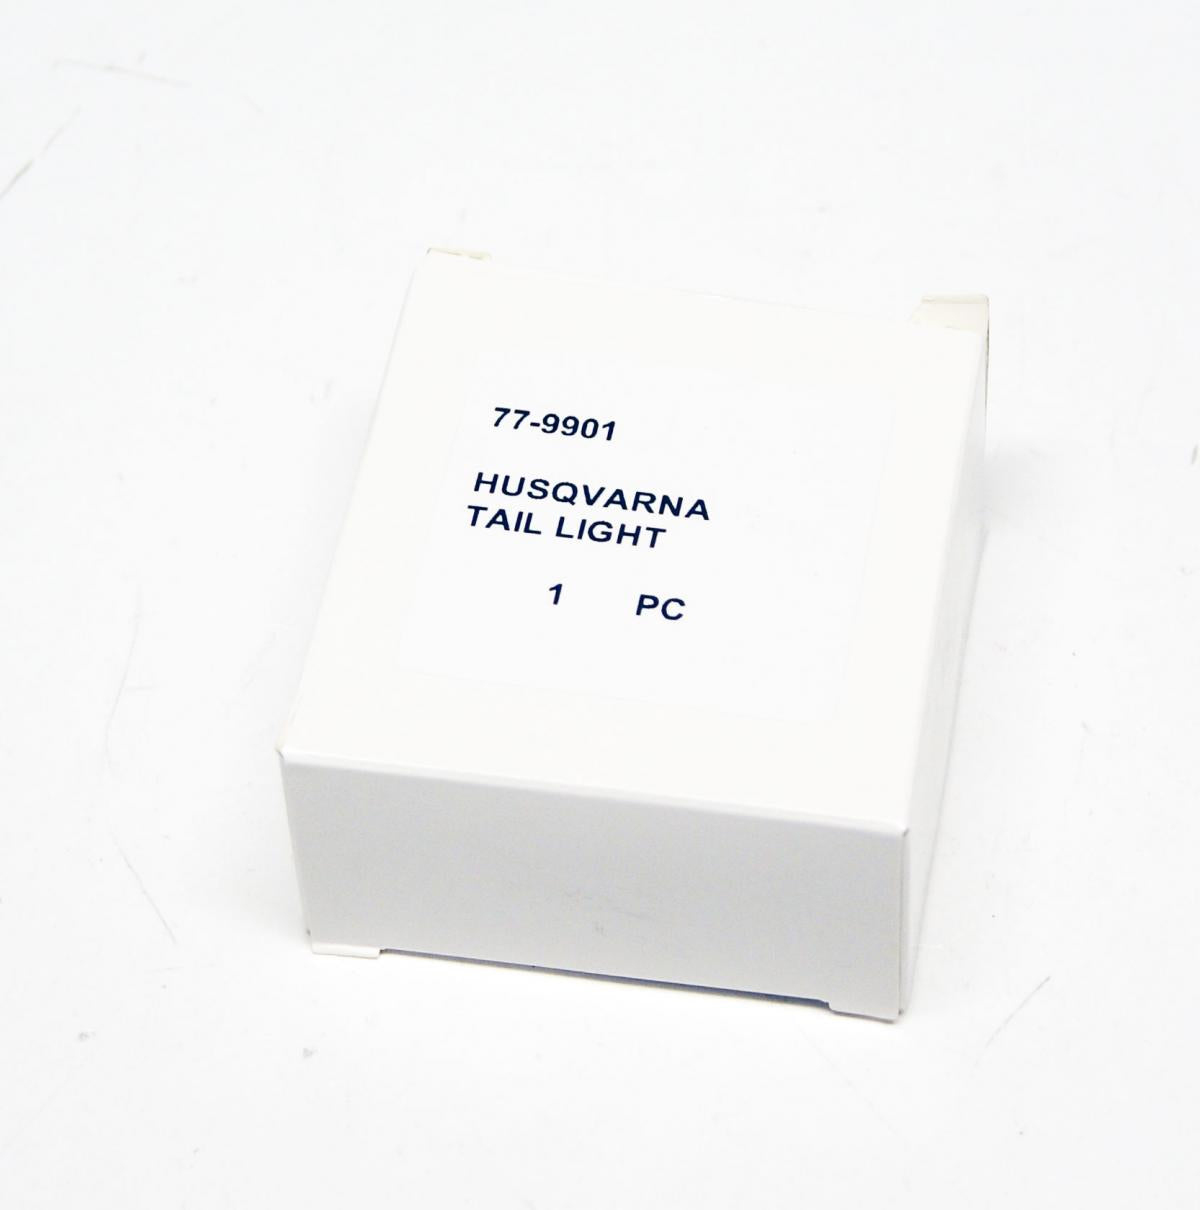 77-9901
HUSQVARNA
TAIL LIGHT
1 PC